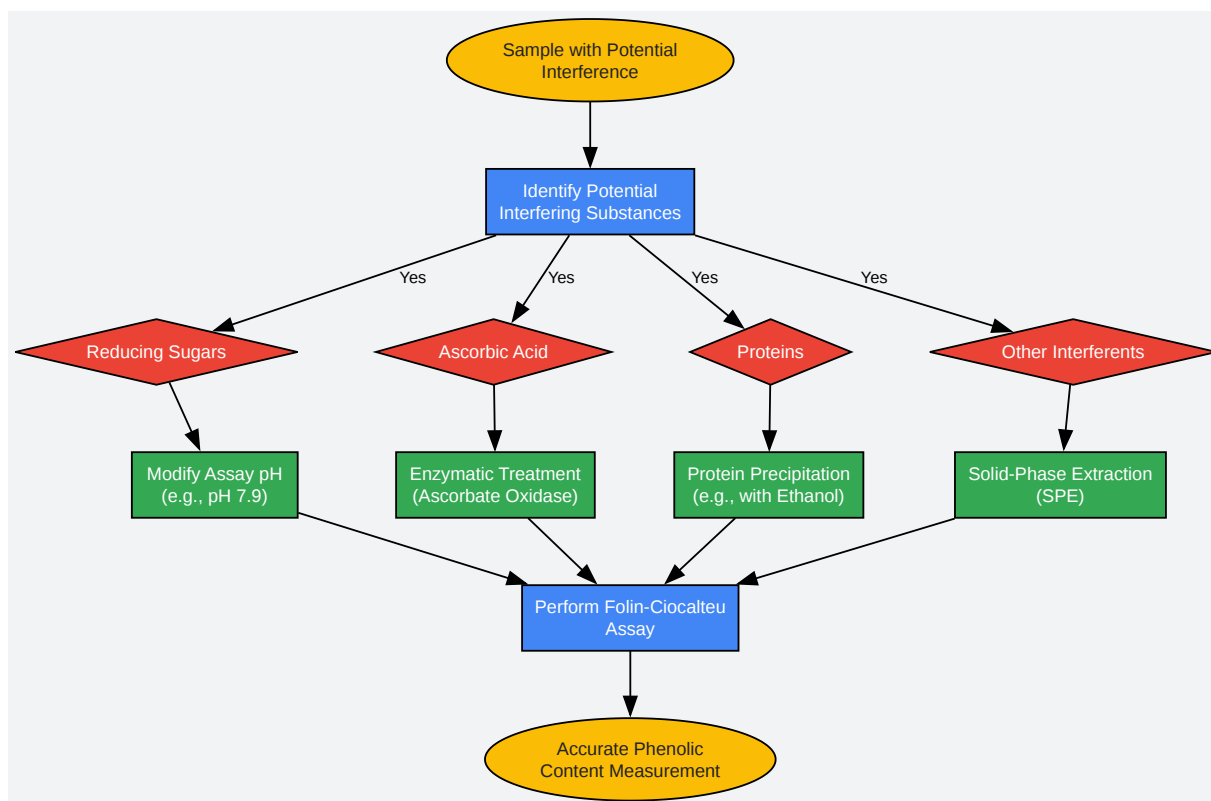 Sample with Potential
Interference
Identify Potential
Interfering Substances
Yes
Yes
Yes
Yes
Reducing Sugars
Ascorbic Acid
Proteins
Other Interferents
Modify Assay pH
(e.g., pH 7.9)
Enzymatic Treatment
(Ascorbate Oxidase)
Protein Precipitation
(e.g., with Ethanol)
Solid-Phase Extraction
(SPE)
Perform Folin-Ciocalteu
Assay
Accurate Phenolic
Content Measurement